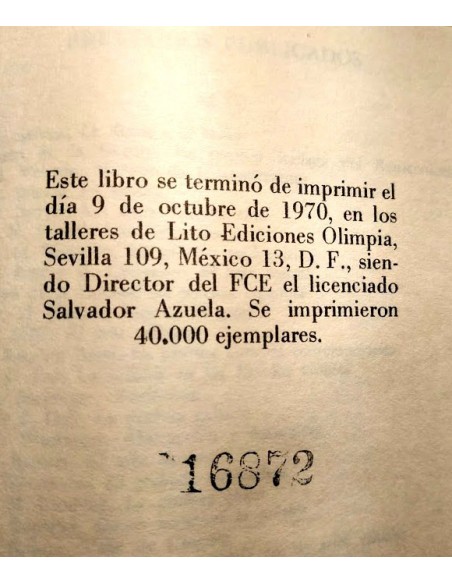 Este libro se terminó de imprimir el
día 9 de octubre de 1970, en los
talleres de Lito Ediciones Olimpia,
Sevilla 109, México 13, D. F., sien-
do Director del FCE el licenciado
Salvador Azuela. Se imprimieron
40.000 ejemplares.
16872